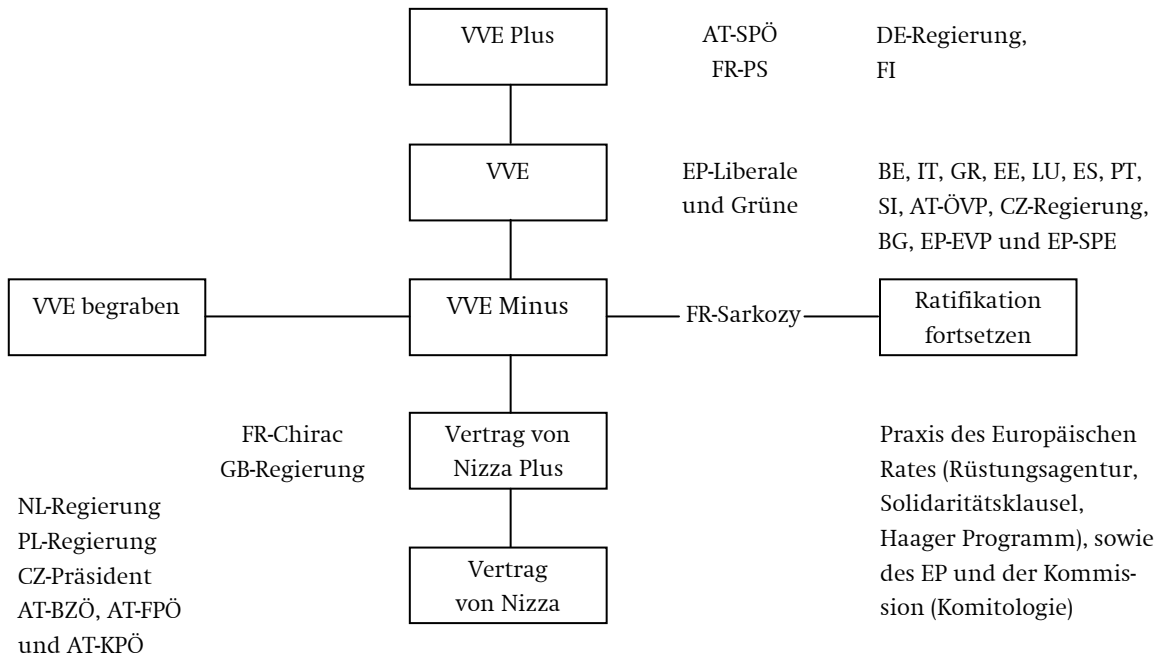 VVE Plus
AT-SPÖ
FR-PS
DE-Regierung,
FI
VVE
EP-Liberale
und Grüne
BE, IT, GR, EE, LU, ES, PT,
SI, AT-ÖVP, CZ-Regierung,
BG, EP-EVP und EP-SPE
VVE begraben
VVE Minus
FR-Sarkozy
Ratifikation
fortsetzen
FR-Chirac
GB-Regierung
Vertrag von
Nizza Plus
Praxis des Europäischen
Rates (Rüstungsagentur,
Solidaritätsklausel,
Haager Programm), sowie
des EP und der Kommis-
sion (Komitologie)
NL-Regierung
PL-Regierung
CZ-Präsident
AT-BZÖ, AT-FPÖ
und AT-KPÖ
Vertrag
von Nizza